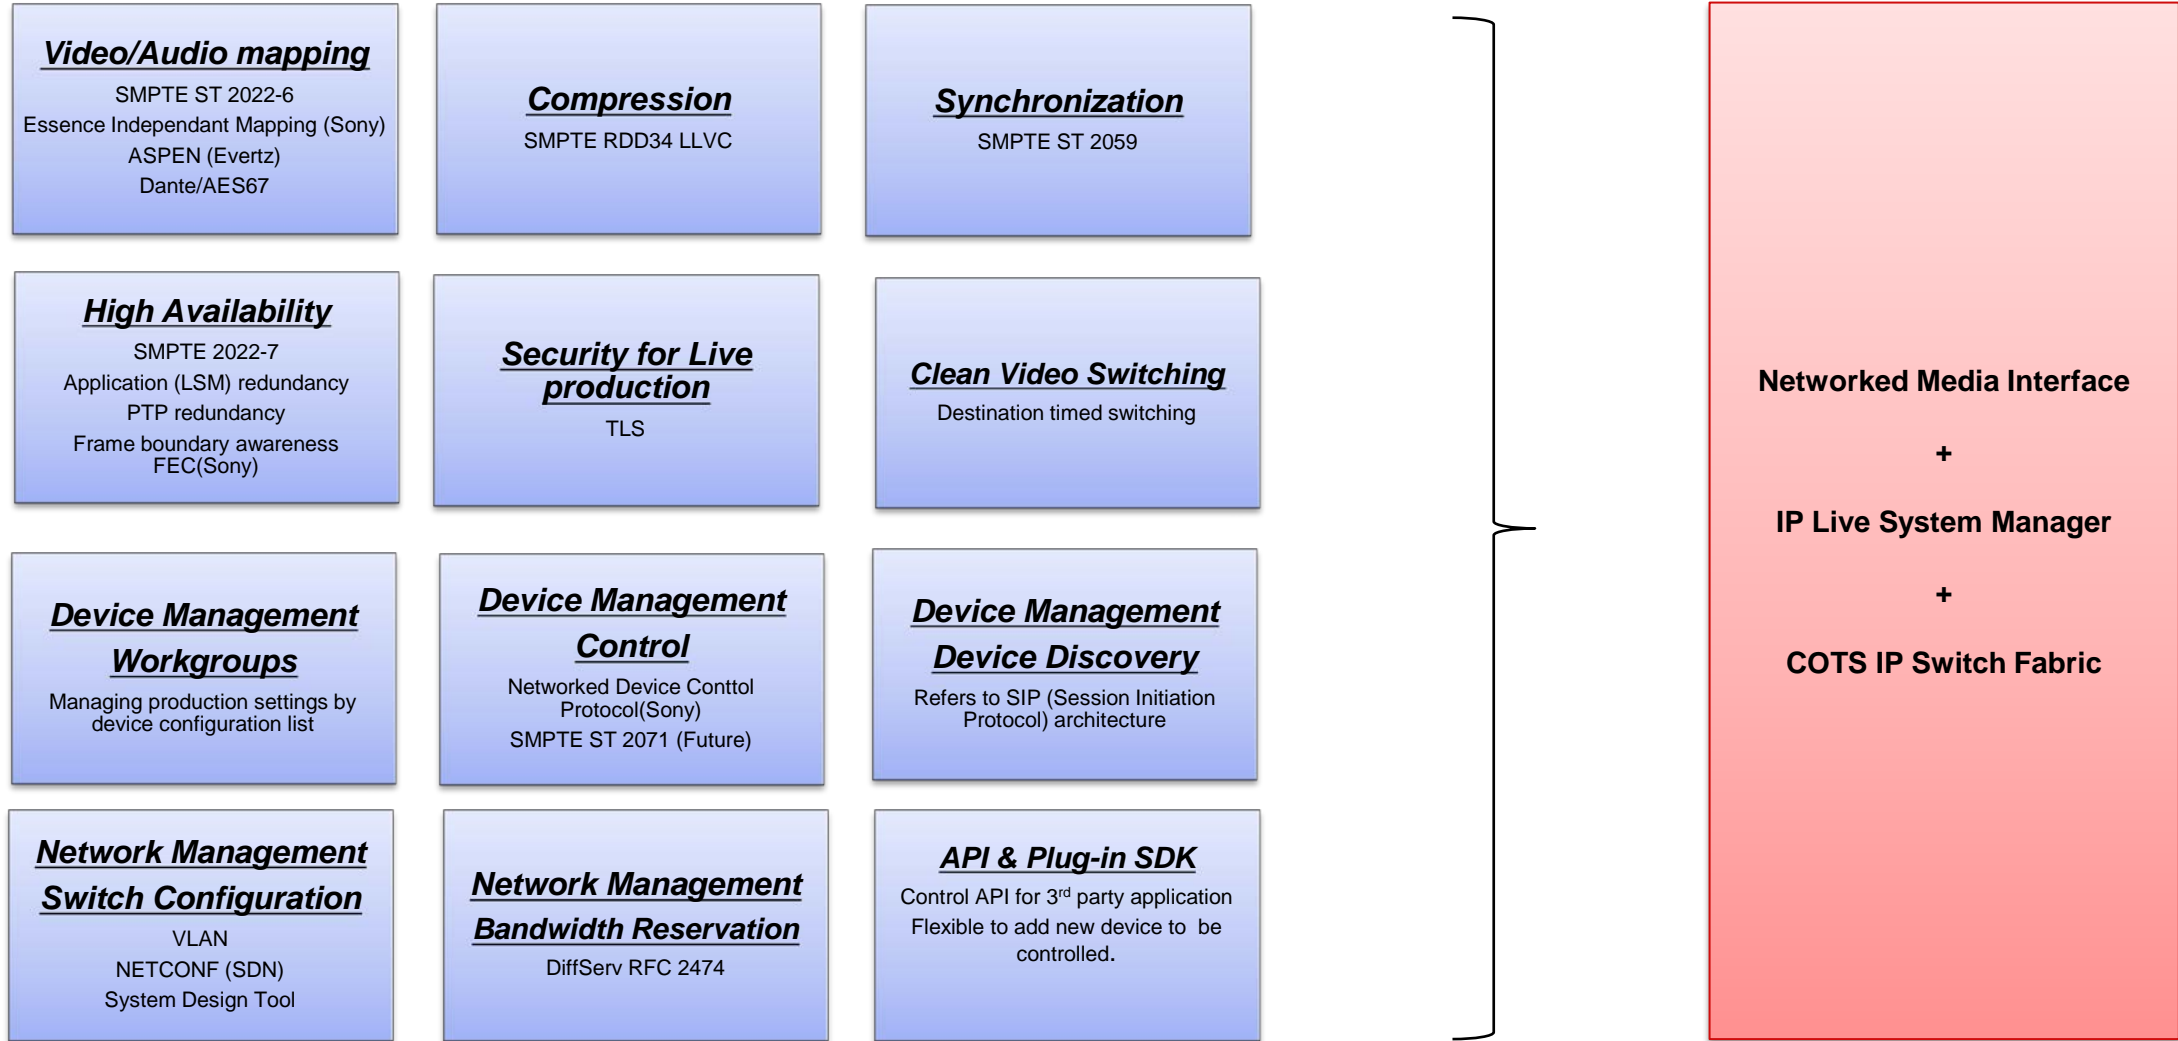 Video/Audio mapping
SMPTE ST 2022-6
Essence Independant Mapping (Sony)
ASPEN (Evertz)
Dante/AES67
Compression
SMPTE RDD34 LLVC
Synchronization
SMPTE ST 2059
High Availability
SMPTE 2022-7
Application (LSM) redundancy
PTP redundancy
Frame boundary awareness
FEC(Sony)
Security for Live
production
TLS
Clean Video Switching
Destination timed switching
Device Management
Workgroups
Managing production settings by
device configuration list
Device Management
Control
Networked Device Conttol
Protocol(Sony)
SMPTE ST 2071 (Future)
Device Management
Device Discovery
Refers to SIP (Session Initiation
Protocol) architecture
Network Management
Switch Configuration
VLAN
NETCONF (SDN)
System Design Tool
Network Management
Bandwidth Reservation
DiffServ RFC 2474
API & Plug-in SDK
Control API for 3rd party application
Flexible to add new device to  be
controlled.
Networked Media Interface
+
IP Live System Manager
+
COTS IP Switch Fabric